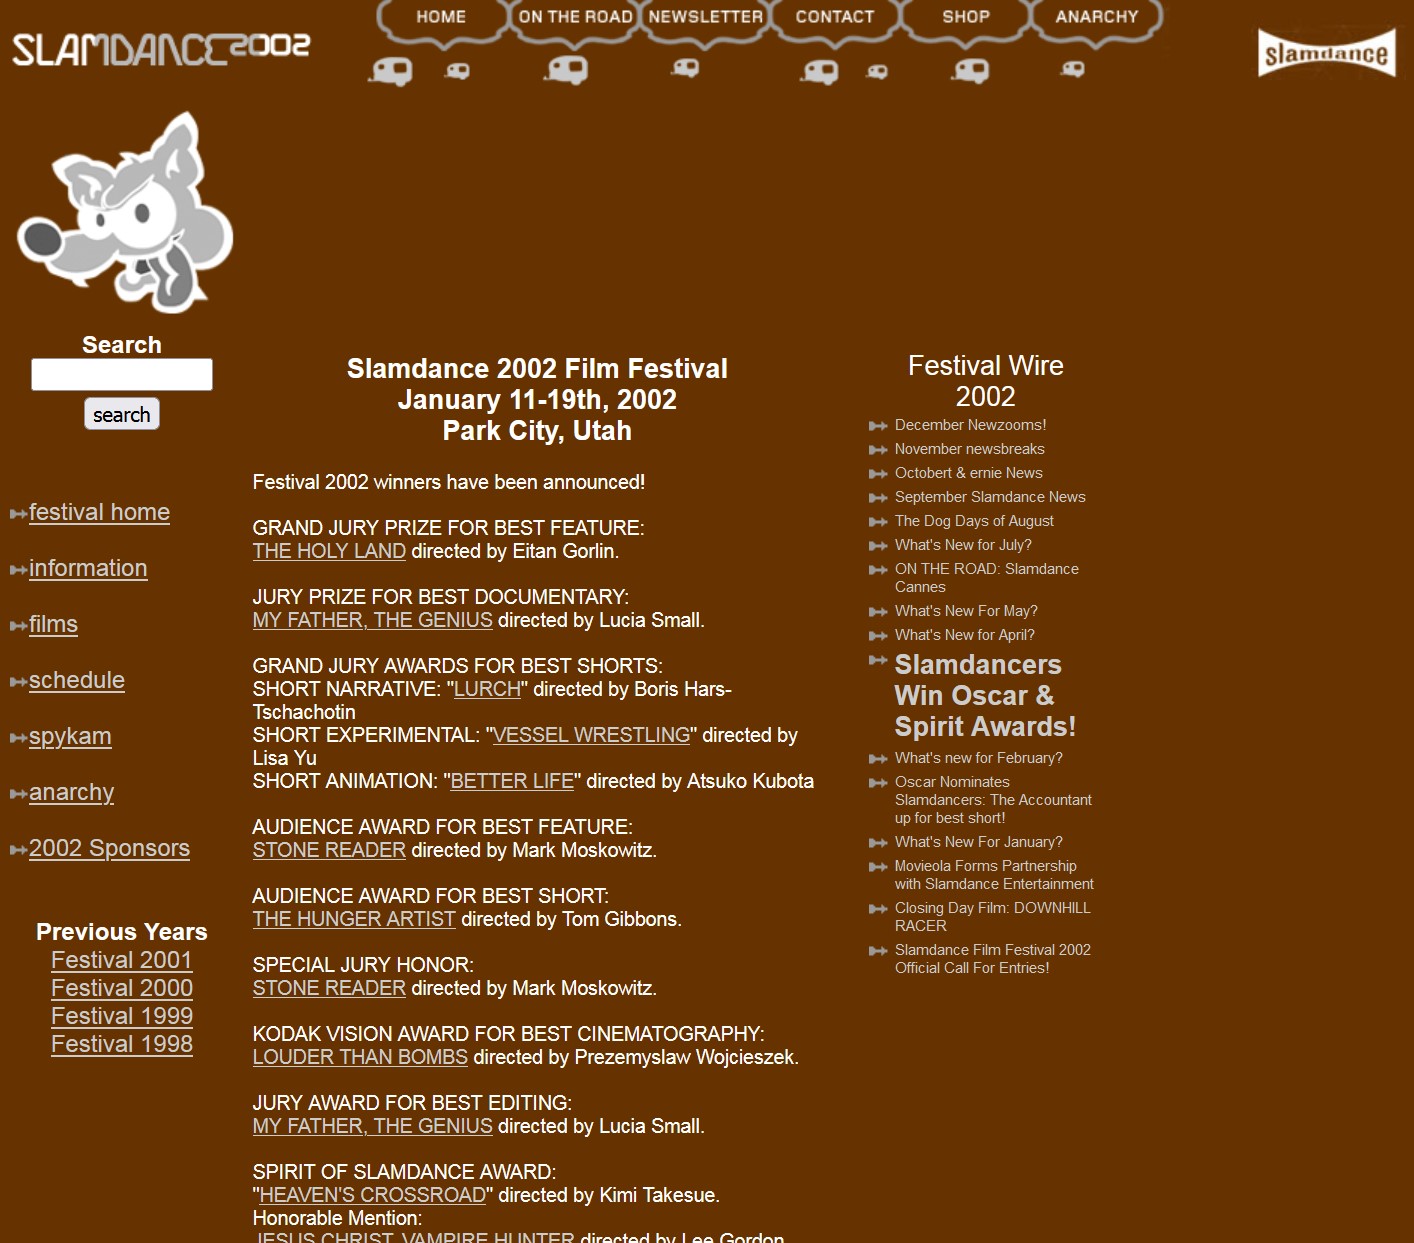 SLAMDANCE2002
HOME
ON THE ROAD
NEWSLETTER
CONTACT
SHOP
ANARCHY
slamdance
Search
search
festival home
information
films
schedule
spykam
anarchy
2002 Sponsors
Previous Years
Festival 2001
Festival 2000
Festival 1999
Festival 1998
Slamdance 2002 Film Festival
January 11-19th, 2002
Park City, Utah
Festival 2002 winners have been announced!
GRAND JURY PRIZE FOR BEST FEATURE:
THE HOLY LAND directed by Eitan Gorlin.
JURY PRIZE FOR BEST DOCUMENTARY:
MY FATHER, THE GENIUS directed by Lucia Small.
GRAND JURY AWARDS FOR BEST SHORTS:
SHORT NARRATIVE: "LURCH" directed by Boris Hars-
Tschachotin
SHORT EXPERIMENTAL: "VESSEL WRESTLING" directed by
Lisa Yu
SHORT ANIMATION: "BETTER LIFE" directed by Atsuko Kubota
AUDIENCE AWARD FOR BEST FEATURE:
STONE READER directed by Mark Moskowitz.
AUDIENCE AWARD FOR BEST SHORT:
THE HUNGER ARTIST directed by Tom Gibbons.
SPECIAL JURY HONOR:
STONE READER directed by Mark Moskowitz.
KODAK VISION AWARD FOR BEST CINEMATOGRAPHY:
LOUDER THAN BOMBS directed by Prezemyslaw Wojcieszek.
JURY AWARD FOR BEST EDITING:
MY FATHER, THE GENIUS directed by Lucia Small.
SPIRIT OF SLAMDANCE AWARD:
"HEAVEN'S CROSSROAD" directed by Kimi Takesue.
Honorable Mention:
JESUS CHRIST, VAMPIRE HUNTER directed by Lee Gordon
Festival Wire
2002
December Newzooms!
November newsbreaks
Octobert & ernie News
September Slamdance News
The Dog Days of August
What's New for July?
ON THE ROAD: Slamdance
Cannes
What's New For May?
What's New for April?
Slamdancers
Win Oscar &
Spirit Awards!
What's new for February?
Oscar Nominates
Slamdancers: The Accountant
up for best short!
What's New For January?
Movieola Forms Partnership
with Slamdance Entertainment
Closing Day Film: DOWNHILL
RACER
Slamdance Film Festival 2002
Official Call For Entries!